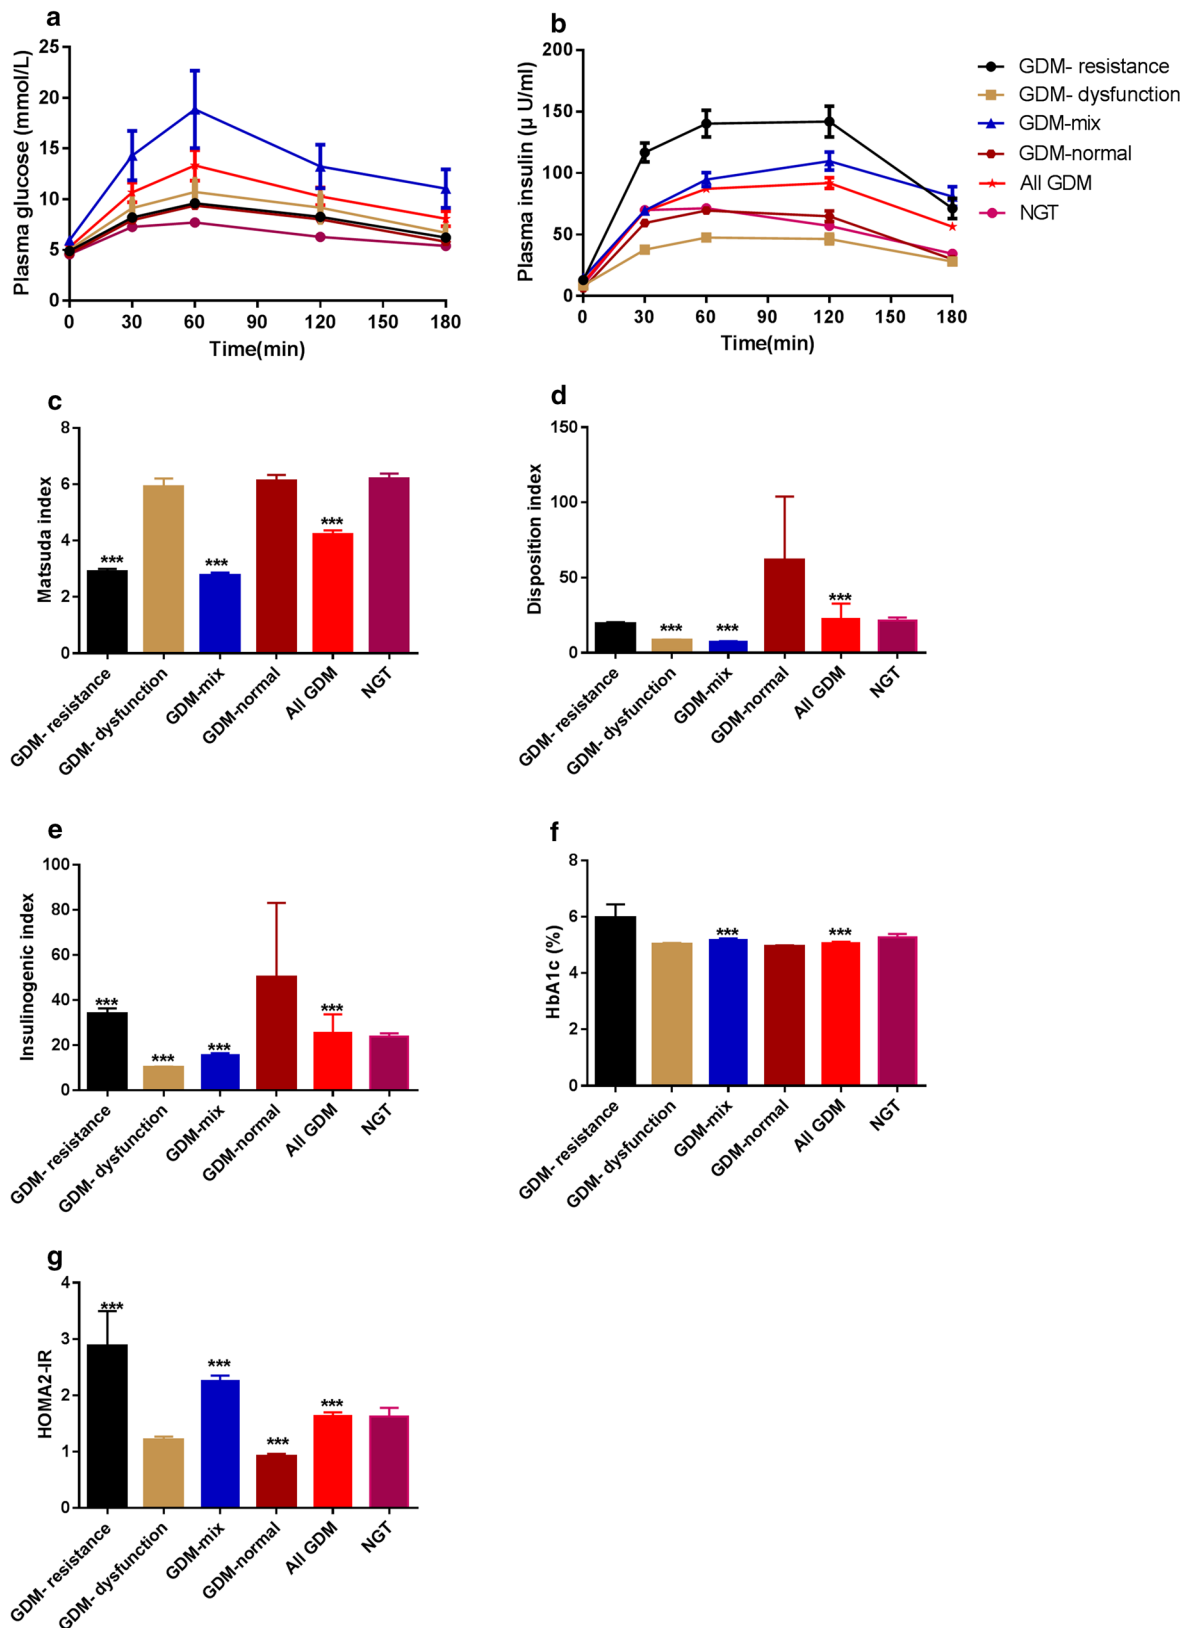 a
Plasma glucose (mmol/L)
25
20
15
10
5
0
0 30 60 90 120 150 180
Time(min)
b
Plasma insulin (µ U/ml)
200
150
100
50
0
0 30 60 90 120 150 180
Time(min)
GDM- resistance
GDM- dysfunction
GDM-mix
GDM-normal
All GDM
NGT
c
Matsuda index
8
6
4
2
0
***
***
***
GDM- resistance
GDM- dysfunction
GDM-mix
GDM-normal
All GDM
NGT
d
Disposition index
150
100
50
0
***
***
***
GDM- resistance
GDM- dysfunction
GDM-mix
GDM-normal
All GDM
NGT
e
Insulinogenic index
100
80
60
40
20
0
***
***
***
***
GDM- resistance
GDM- dysfunction
GDM-mix
GDM-normal
All GDM
NGT
f
HbA1c (%)
8
6
4
2
0
***
***
GDM- resistance
GDM- dysfunction
GDM-mix
GDM-normal
All GDM
NGT
g
HOMA2-IR
4
3
2
1
0
***
***
***
***
GDM- resistance
GDM- dysfunction
GDM-mix
GDM-normal
All GDM
NGT